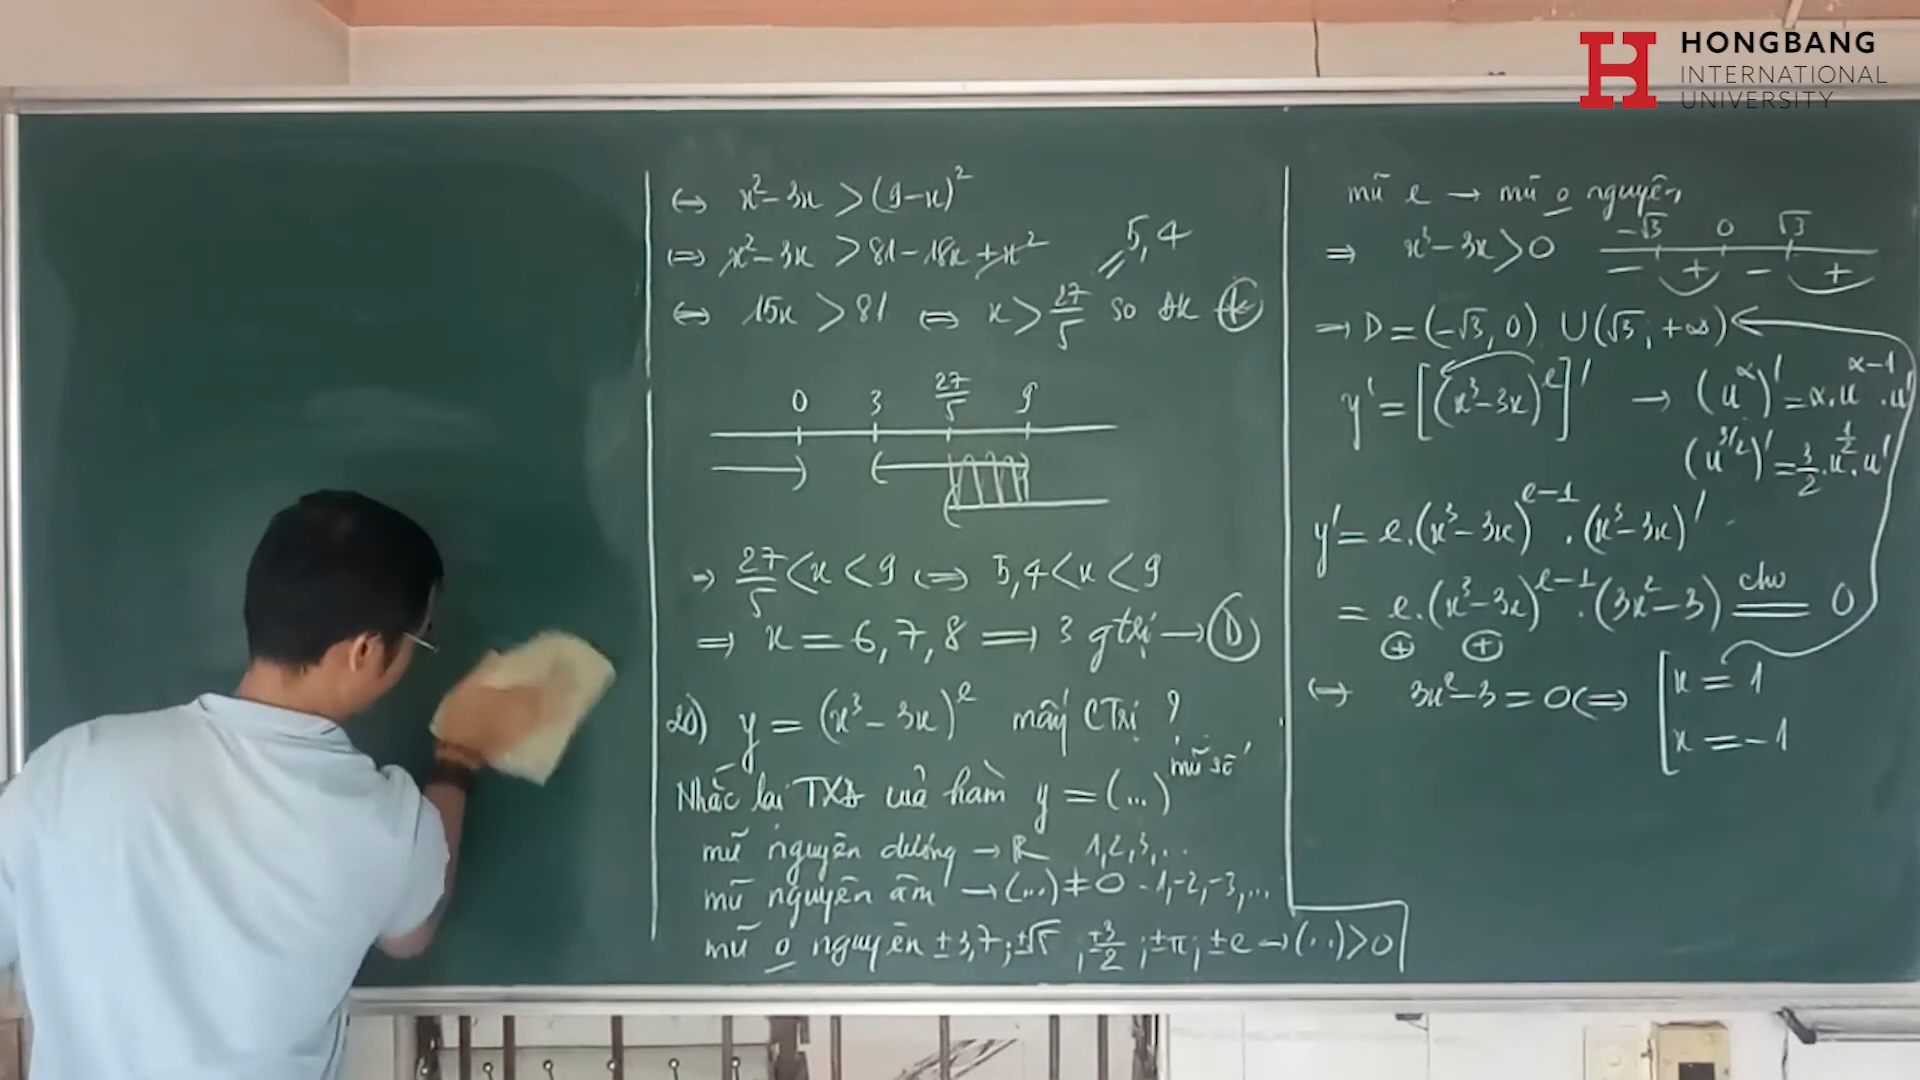 HONGBANG
INTERNATIONAL
UNIVERSITY
⇔ x² - 3x > (9-x)²
⇔ x² - 3x > 81 - 18x + x²
5,4
⇔ 15x > 81 ⇔ x > 27/5 so đk (*)
0 3 27/5 9
⇒ 27/5 < x < 9 ⇔ 5,4 < x < 9
⇒ x = 6, 7, 8 ⇒ 3 gtrị → D
20) y = (x³ - 3x)^e mấy CTrị ?
Nhắc lại TXĐ của hàm y = (...)^mũ số
mũ nguyên dương → R 1,2,3,..
mũ nguyên âm → (...) ≠ 0 -1,-2,-3,...
mũ o nguyên ±3,7; ±√5; ±3/2; ±π; ±e → (..) > 0
mũ e → mũ o nguyên
⇒ x³ - 3x > 0
-√3 0 √3
- + - +
⇒ D = (-√3, 0) ∪ (√3; +∞)
y' = [(x³-3x)^e]' → (u^α)' = α.u^(α-1).u'
(u^(3/2))' = 3/2.u^(1/2).u'
y' = e.(x³-3x)^(e-1).(x³-3x)'
= e.(x³-3x)^(e-1).(3x²-3) cho = 0
+ +
⇔ 3x²-3 = 0 ⇔ [x = 1
x = -1